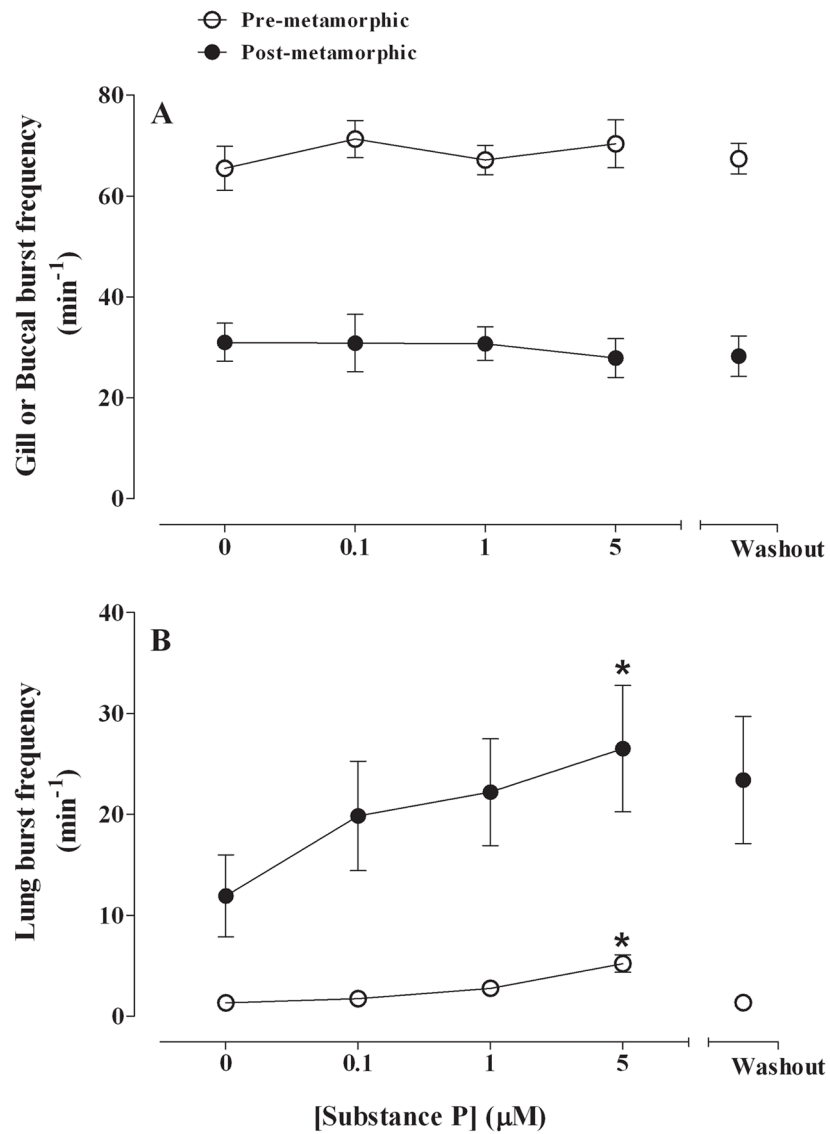 Pre-metamorphic
Post-metamorphic
A
Gill or Buccal burst frequency
(min⁻¹)
80
60
40
20
0
0 0.1 1 5 Washout
B
Lung burst frequency
(min⁻¹)
40
30
20
10
0
*
*
0 0.1 1 5 Washout
[Substance P] (μM)